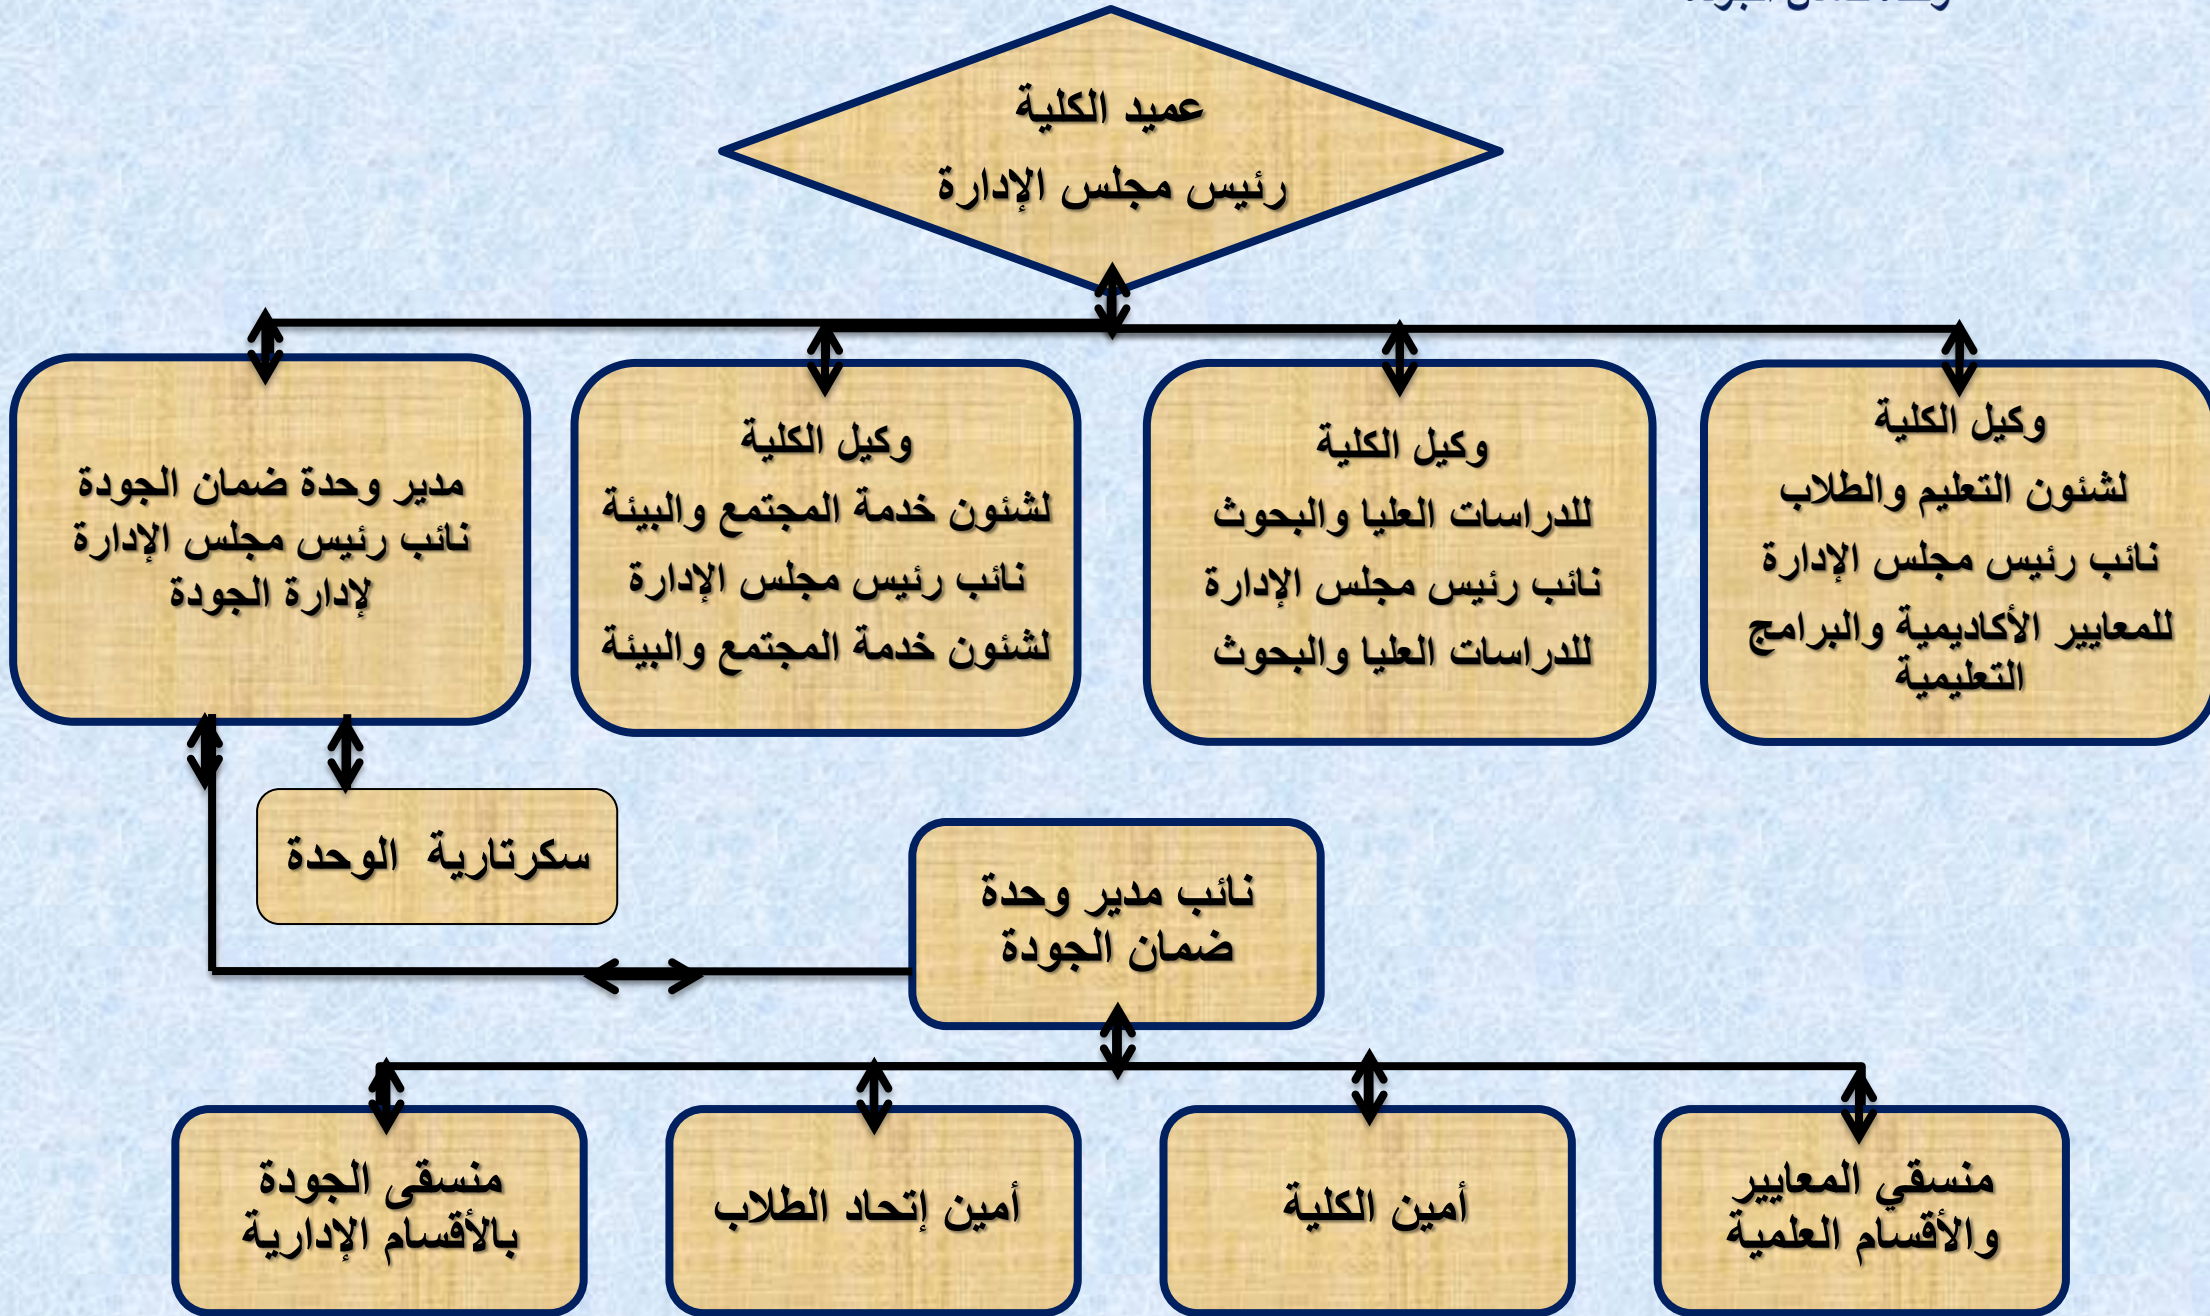 عميد الكلية
رئيس مجلس الإدارة
وكيل الكلية
لشئون التعليم والطلاب
نائب رئيس مجلس الإدارة
للمعايير الأكاديمية والبرامج
التعليمية
وكيل الكلية
للدراسات العليا والبحوث
نائب رئيس مجلس الإدارة
للدراسات العليا والبحوث
وكيل الكلية
لشئون خدمة المجتمع والبيئة
نائب رئيس مجلس الإدارة
لشئون خدمة المجتمع والبيئة
مدير وحدة ضمان الجودة
نائب رئيس مجلس الإدارة
لإدارة الجودة
سكرتارية الوحدة
نائب مدير وحدة
ضمان الجودة
منسقي المعايير
والأقسام العلمية
أمين الكلية
أمين إتحاد الطلاب
منسقى الجودة
بالأقسام الإدارية